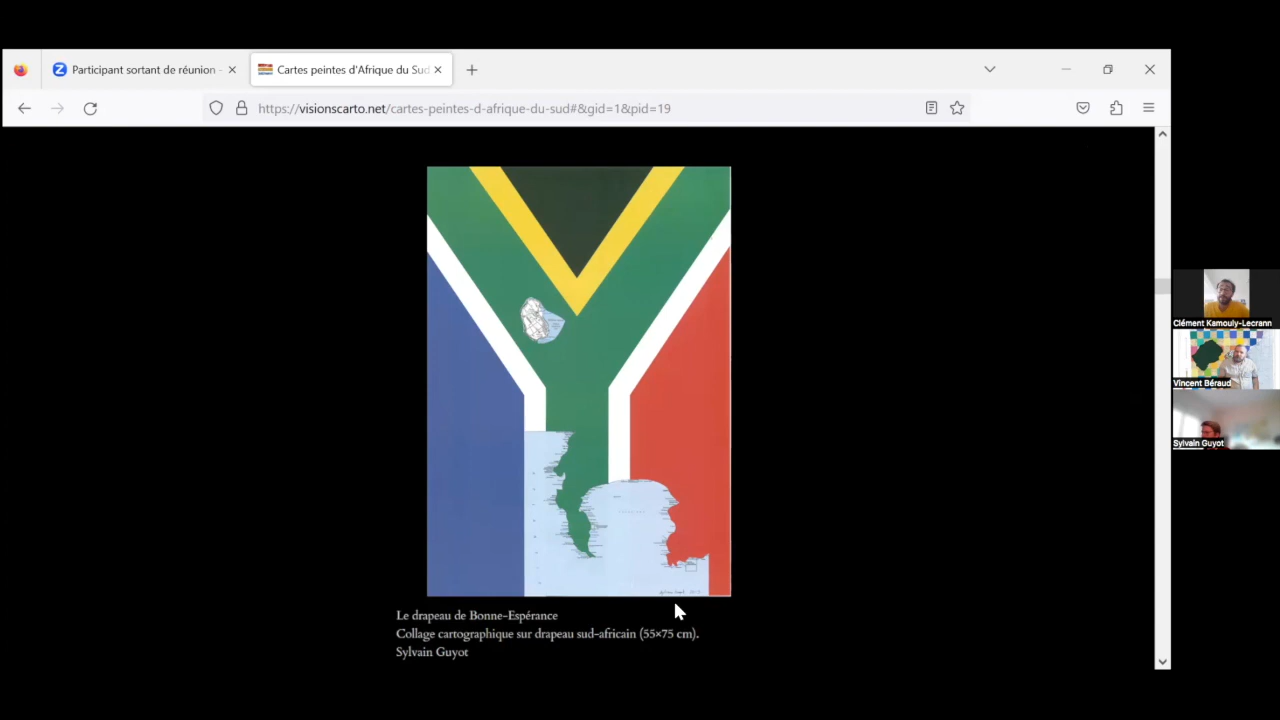 Participant sortant de réunion -
Cartes peintes d'Afrique du Sud
https://visionscarto.net/cartes-peintes-d-afrique-du-sud#&gid=1&pid=19
Le drapeau de Bonne-Espérance
Collage cartographique sur drapeau sud-africain (55×75 cm).
Sylvain Guyot
Clément Kamouly-Lecrann
Vincent Béraud
Sylvain Guyot